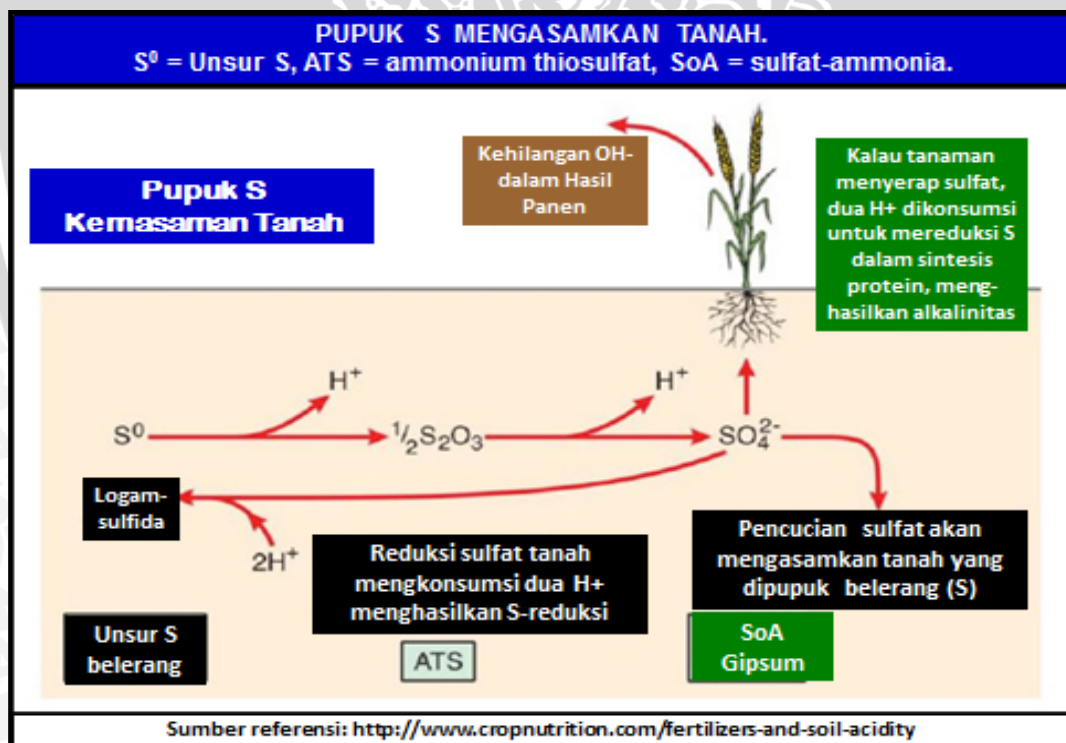 PUPUK S MENGASAMKAN TANAH.
S⁰ = Unsur S, ATS = ammonium thiosulfat, SoA = sulfat-ammonia.
Pupuk S
Kemasaman Tanah
Kehilangan OH-
dalam Hasil
Panen
Kalau tanaman
menyerap sulfat,
dua H+ dikonsumsi
untuk mereduksi S
dalam sintesis
protein, meng-
hasilkan alkalinitas
H⁺
H⁺
S⁰
½S₂O₃
SO₄²⁻
Logam-
sulfida
2H⁺
Reduksi sulfat tanah
mengkonsumsi dua H+
menghasilkan S-reduksi
Pencucian sulfat akan
mengasamkan tanah yang
dipupuk belerang (S)
Unsur S
belerang
ATS
SoA
Gipsum
Sumber referensi: http://www.cropnutrition.com/fertilizers-and-soil-acidity